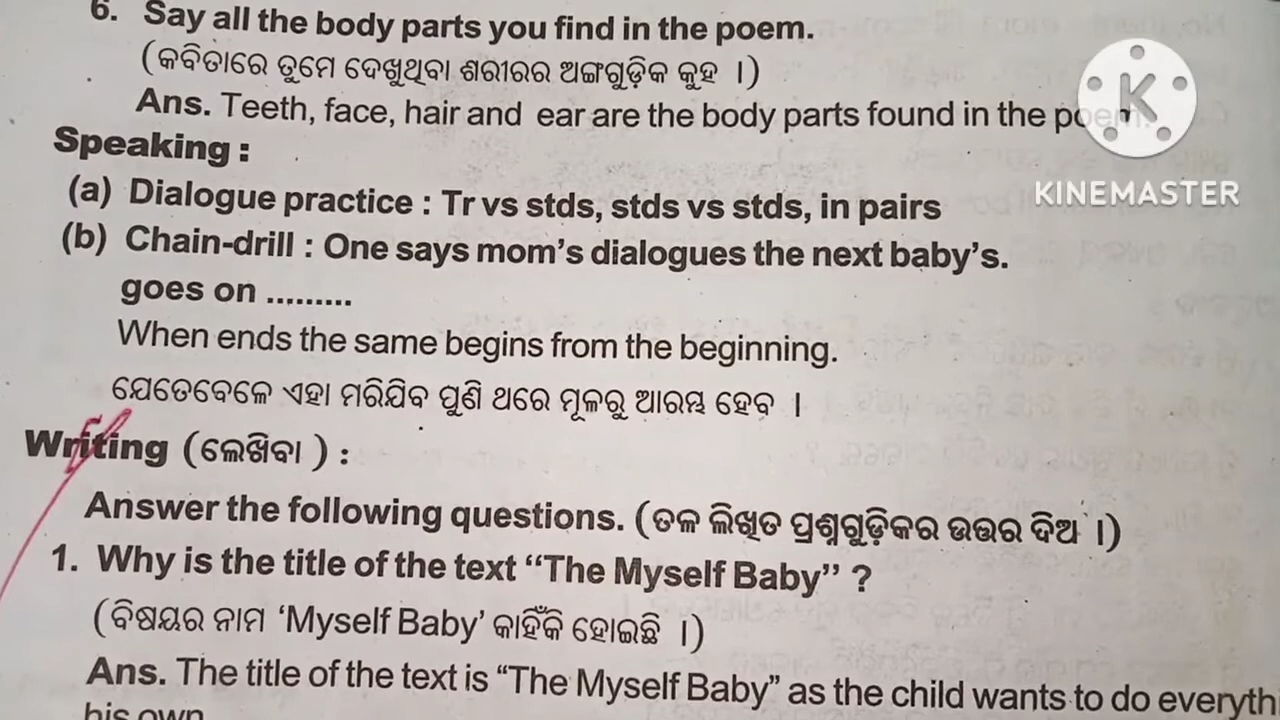 6. Say all the body parts you find in the poem.
(କବିତାରେ ତୁମେ ଦେଖୁଥିବା ଶରୀରର ଅଙ୍ଗଗୁଡ଼ିକ କୁହ ।)
Ans. Teeth, face, hair and ear are the body parts found in the poem.
Speaking :
(a) Dialogue practice : Tr vs stds, stds vs stds, in pairs
(b) Chain-drill : One says mom's dialogues the next baby's.
goes on .........
When ends the same begins from the beginning.
ଯେତେବେଳେ ଏହା ମରିଯିବ ପୁଣି ଥରେ ମୂଳରୁ ଆରମ୍ଭ ହେବ ।
Writing (ଲେଖିବା ) :
Answer the following questions. (ତଳ ଲିଖିତ ପ୍ରଶ୍ନଗୁଡ଼ିକର ଉତ୍ତର ଦିଅ ।)
1. Why is the title of the text “The Myself Baby” ?
(ବିଷୟର ନାମ ‘Myself Baby’ କାହିଁକି ହୋଇଛି ।)
Ans. The title of the text is “The Myself Baby” as the child wants to do everyth
his own
K
KINEMASTER